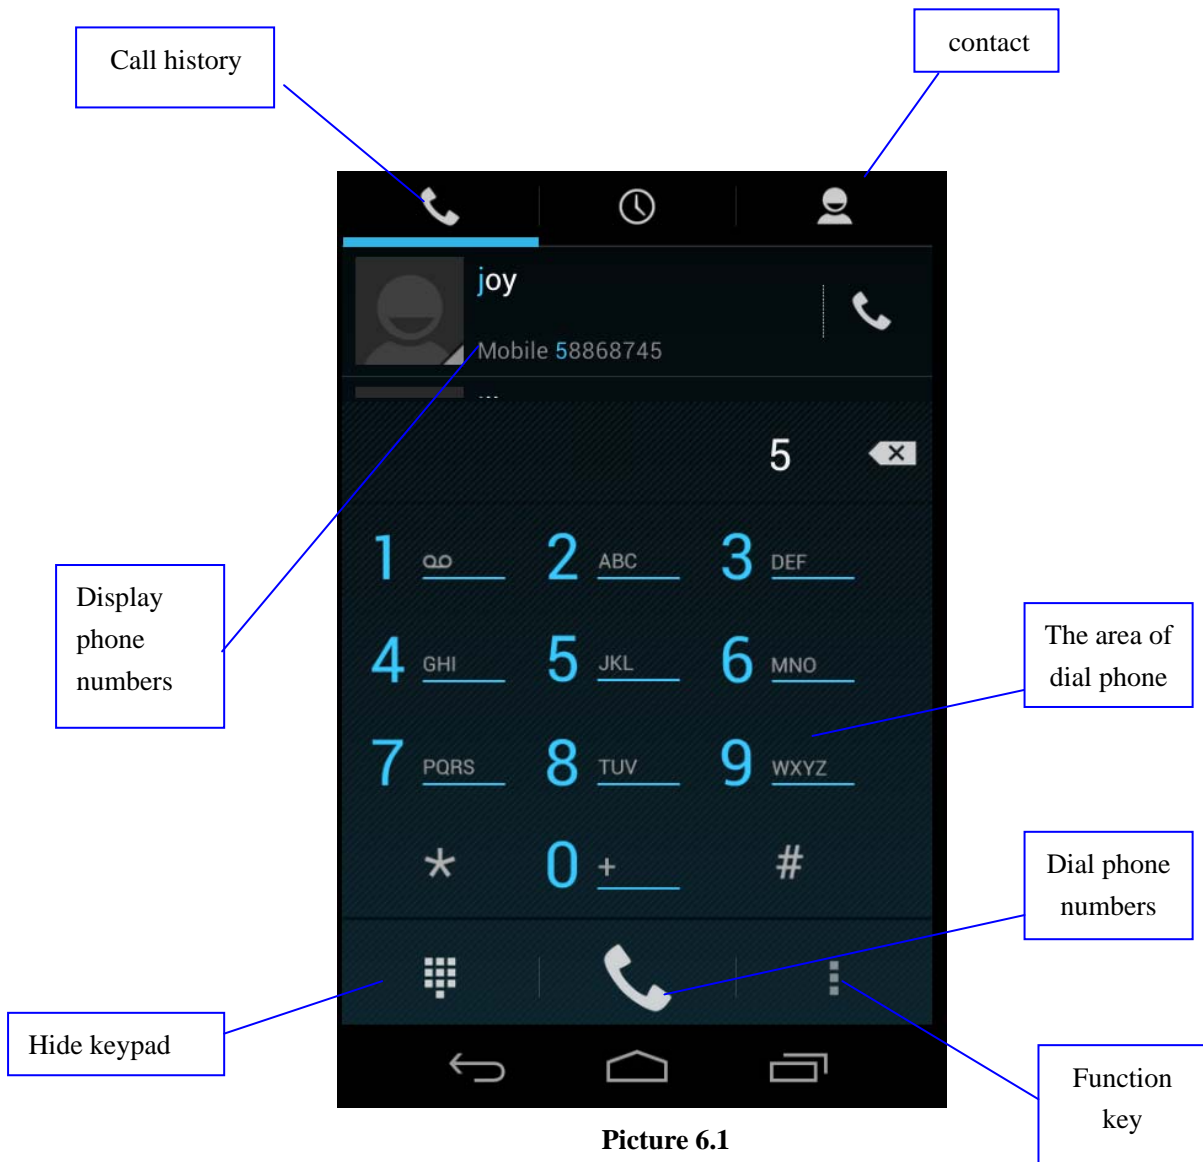 Call history
contact
joy
Mobile 58868745
5
1
2 ABC
3 DEF
Display
phone
numbers
4 GHI
5 JKL
6 MNO
The area of
dial phone
7 PQRS
8 TUV
9 WXYZ
*
0 +
#
Dial phone
numbers
Hide keypad
Function
key
Picture 6.1